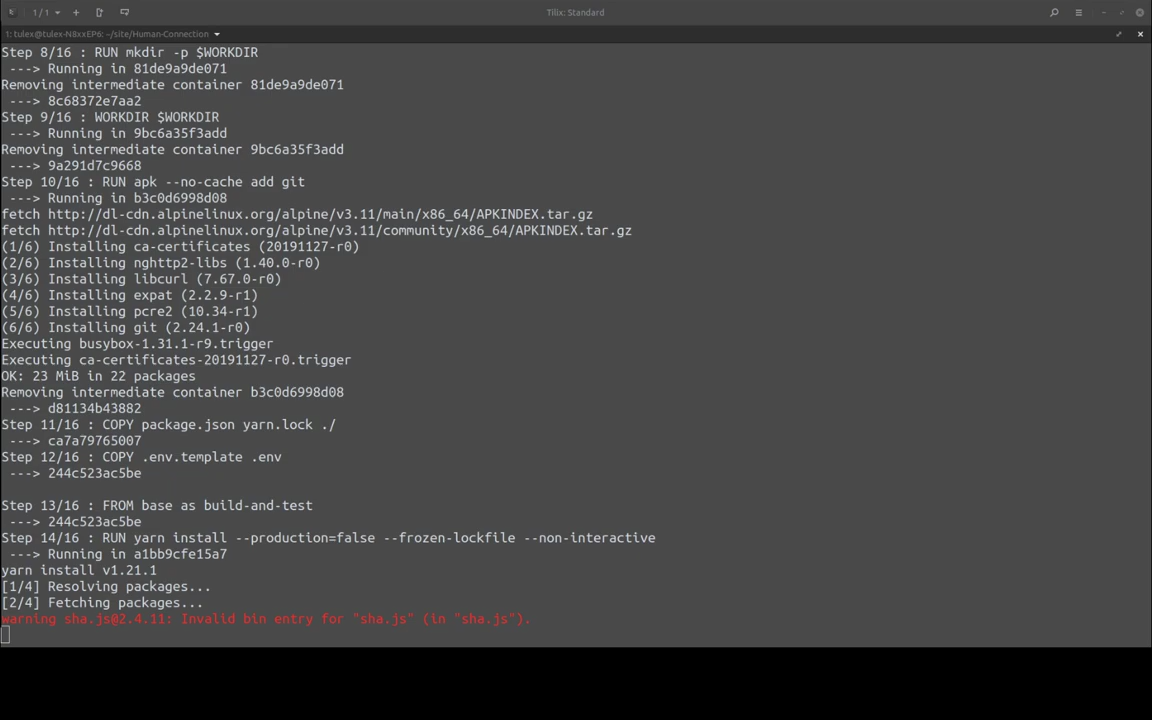 1 / 1
Tilix: Standard
1: tulex@tulex-N8xxEP6: ~/site/Human-Connection
Step 8/16 : RUN mkdir -p $WORKDIR
---> Running in 81de9a9de071
Removing intermediate container 81de9a9de071
---> 8c68372e7aa2
Step 9/16 : WORKDIR $WORKDIR
---> Running in 9bc6a35f3add
Removing intermediate container 9bc6a35f3add
---> 9a291d7c9668
Step 10/16 : RUN apk --no-cache add git
---> Running in b3c0d6998d08
fetch http://dl-cdn.alpinelinux.org/alpine/v3.11/main/x86_64/APKINDEX.tar.gz
fetch http://dl-cdn.alpinelinux.org/alpine/v3.11/community/x86_64/APKINDEX.tar.gz
(1/6) Installing ca-certificates (20191127-r0)
(2/6) Installing nghttp2-libs (1.40.0-r0)
(3/6) Installing libcurl (7.67.0-r0)
(4/6) Installing expat (2.2.9-r1)
(5/6) Installing pcre2 (10.34-r1)
(6/6) Installing git (2.24.1-r0)
Executing busybox-1.31.1-r9.trigger
Executing ca-certificates-20191127-r0.trigger
OK: 23 MiB in 22 packages
Removing intermediate container b3c0d6998d08
---> d81134b43882
Step 11/16 : COPY package.json yarn.lock ./
---> ca7a79765007
Step 12/16 : COPY .env.template .env
---> 244c523ac5be
Step 13/16 : FROM base as build-and-test
---> 244c523ac5be
Step 14/16 : RUN yarn install --production=false --frozen-lockfile --non-interactive
---> Running in a1bb9cfe15a7
yarn install v1.21.1
[1/4] Resolving packages...
[2/4] Fetching packages...
warning sha.js@2.4.11: Invalid bin entry for "sha.js" (in "sha.js").